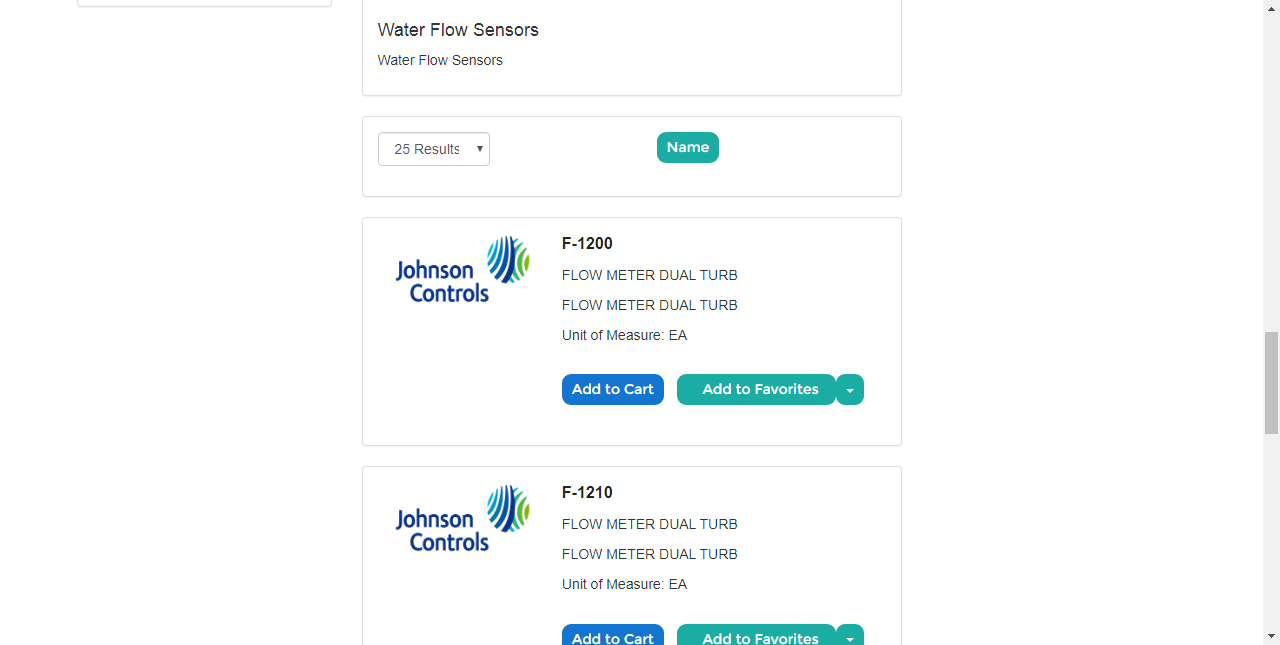 Water Flow Sensors
Water Flow Sensors
25 Results
Name
Johnson
Controls
F-1200
FLOW METER DUAL TURB
FLOW METER DUAL TURB
Unit of Measure: EA
Add to Cart
Add to Favorites
Johnson
Controls
F-1210
FLOW METER DUAL TURB
FLOW METER DUAL TURB
Unit of Measure: EA
Add to Cart
Add to Favorites